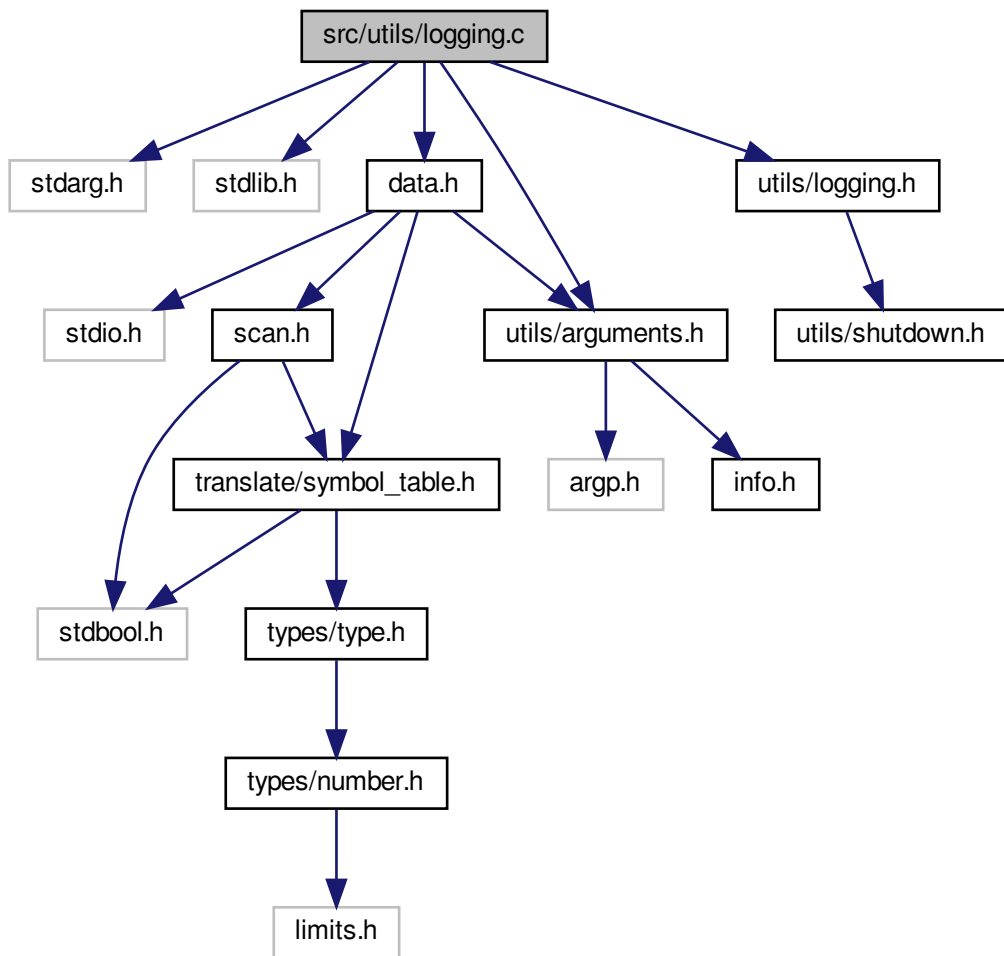 src/utils/logging.c
stdarg.h
stdlib.h
data.h
utils/logging.h
stdio.h
scan.h
utils/arguments.h
utils/shutdown.h
translate/symbol_table.h
argp.h
info.h
stdbool.h
types/type.h
types/number.h
limits.h